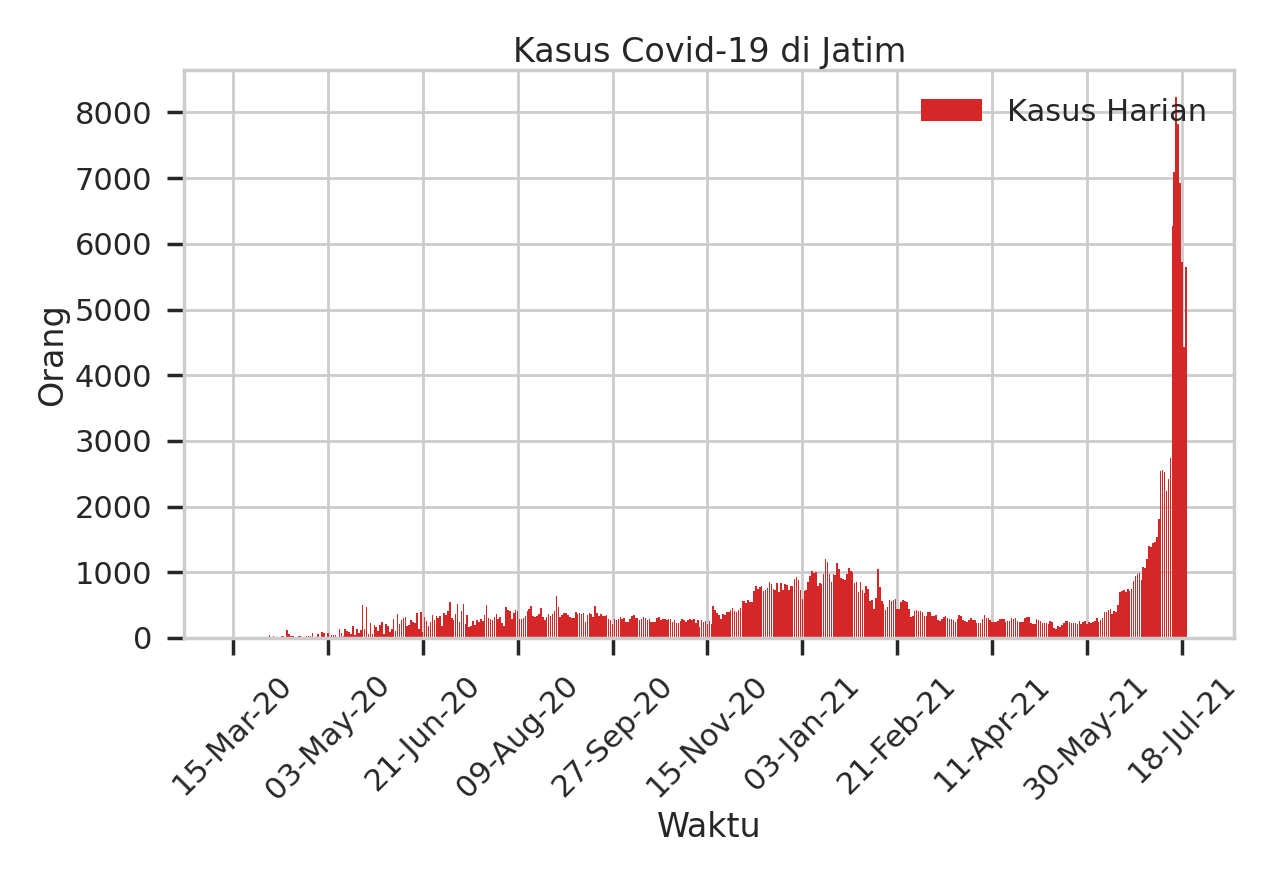 Kasus Covid-19 di Jatim
Kasus Harian
Orang
8000
7000
6000
5000
4000
3000
2000
1000
0
15-Mar-20
03-May-20
21-Jun-20
09-Aug-20
27-Sep-20
15-Nov-20
03-Jan-21
21-Feb-21
11-Apr-21
30-May-21
18-Jul-21
Waktu